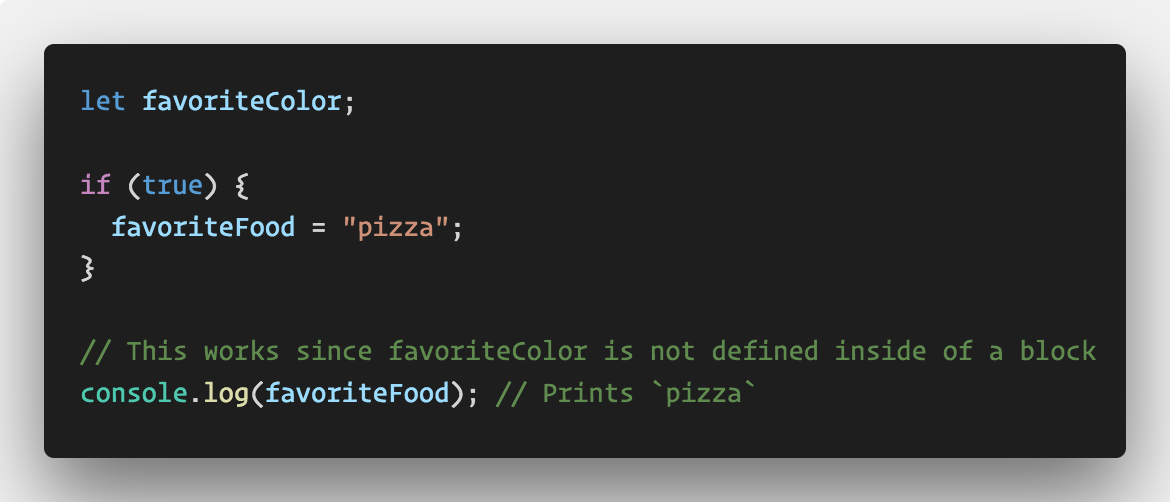 let favoriteColor;
if (true) {
  favoriteFood = "pizza";
}
// This works since favoriteColor is not defined inside of a block
console.log(favoriteFood); // Prints `pizza`